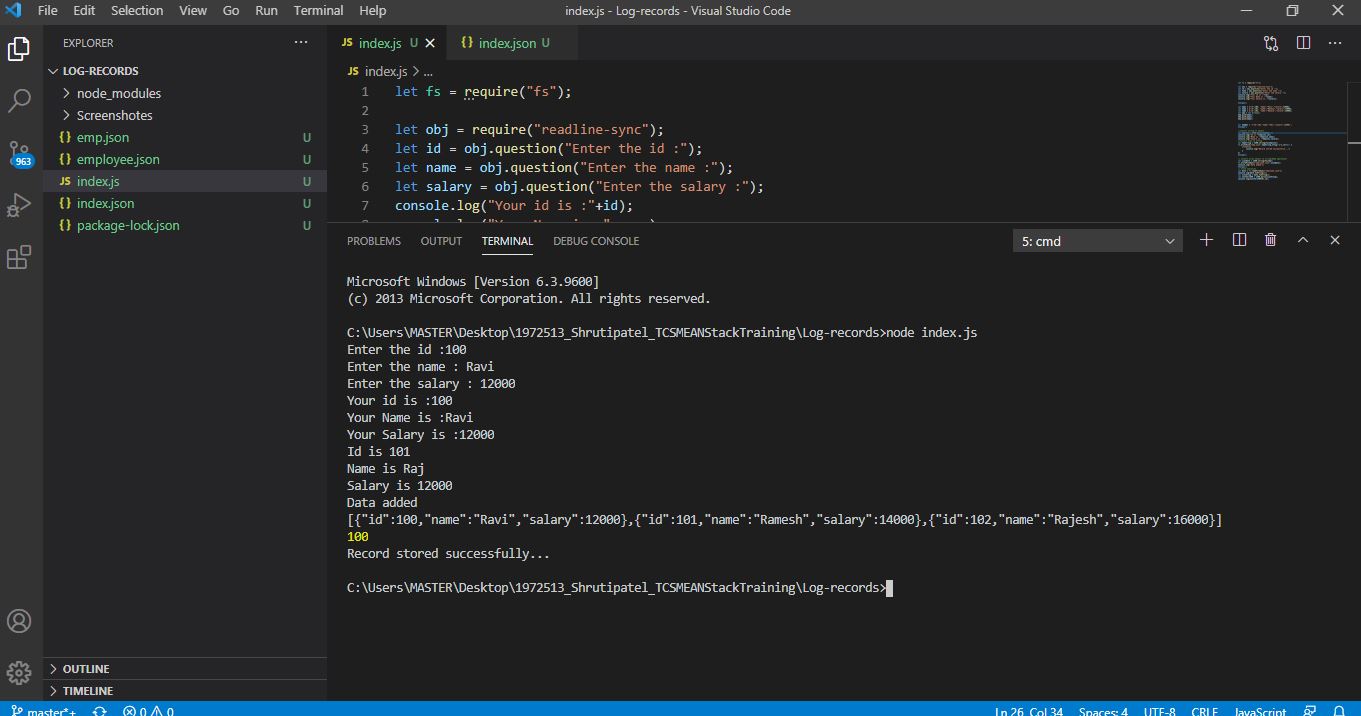 File Edit Selection View Go Run Terminal Help index.js - Log-records - Visual Studio Code
EXPLORER
LOG-RECORDS
node_modules
Screenshotes
{} emp.json U
{} employee.json U
JS index.js U
{} index.json U
{} package-lock.json U
963
OUTLINE
TIMELINE
JS index.js U {} index.json U
JS index.js > ...
1 let fs = require("fs");
2
3 let obj = require("readline-sync");
4 let id = obj.question("Enter the id :");
5 let name = obj.question("Enter the name :");
6 let salary = obj.question("Enter the salary :");
7 console.log("Your id is :"+id);
PROBLEMS OUTPUT TERMINAL DEBUG CONSOLE 5: cmd
Microsoft Windows [Version 6.3.9600]
(c) 2013 Microsoft Corporation. All rights reserved.
C:\Users\MASTER\Desktop\1972513_Shrutipatel_TCSMEANStackTraining\Log-records>node index.js
Enter the id :100
Enter the name : Ravi
Enter the salary : 12000
Your id is :100
Your Name is :Ravi
Your Salary is :12000
Id is 101
Name is Raj
Salary is 12000
Data added
[{"id":100,"name":"Ravi","salary":12000},{"id":101,"name":"Ramesh","salary":14000},{"id":102,"name":"Rajesh","salary":16000}]
100
Record stored successfully...
C:\Users\MASTER\Desktop\1972513_Shrutipatel_TCSMEANStackTraining\Log-records>
master*+ 0 0 Ln 26, Col 34 Spaces: 4 UTF-8 CRLF JavaScript